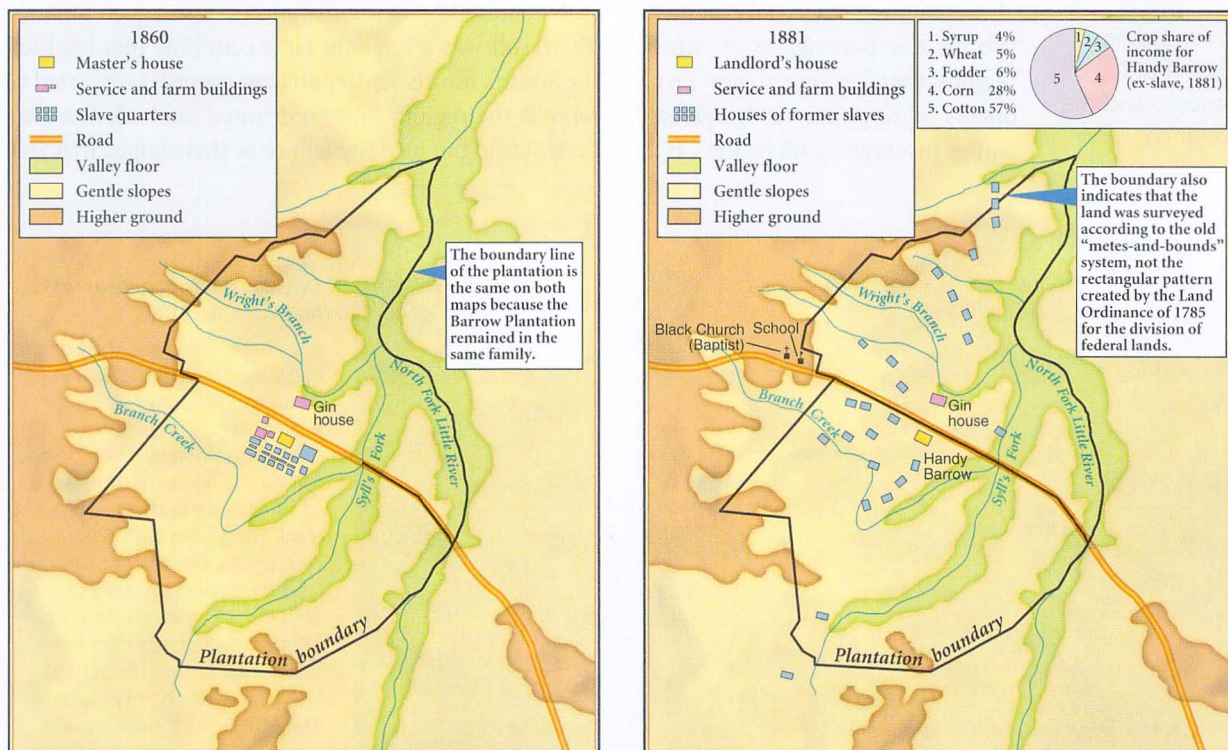 1860
Master's house
Service and farm buildings
Slave quarters
Road
Valley floor
Gentle slopes
Higher ground
The boundary line
of the plantation is
the same on both
maps because the
Barrow Plantation
remained in the
same family.
Wright's Branch
Branch Creek
Gin
house
North Fork Little River
Syll's Fork
Plantation boundary
1881
Landlord's house
Service and farm buildings
Houses of former slaves
Road
Valley floor
Gentle slopes
Higher ground
1. Syrup 4%
2. Wheat 5%
3. Fodder 6%
4. Corn 28%
5. Cotton 57%
1
2
3
4
5
Crop share of
income for
Handy Barrow
(ex-slave, 1881)
The boundary also
indicates that the
land was surveyed
according to the old
"metes-and-bounds"
system, not the
rectangular pattern
created by the Land
Ordinance of 1785
for the division of
federal lands.
Wright's Branch
Black Church
(Baptist)
School
Branch Creek
Gin
house
Handy
Barrow
North Fork Little River
Syll's Fork
Plantation boundary